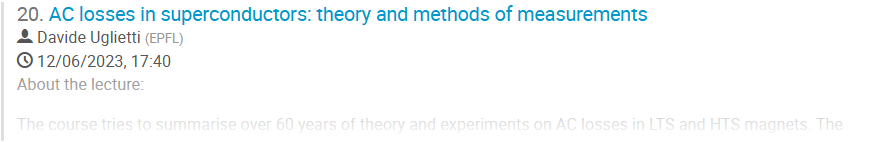 20. AC losses in superconductors: theory and methods of measurements
Davide Uglietti (EPFL)
12/06/2023, 17:40
About the lecture:
The course tries to summarise over 60 years of theory and experiments on AC losses in LTS and HTS magnets. The